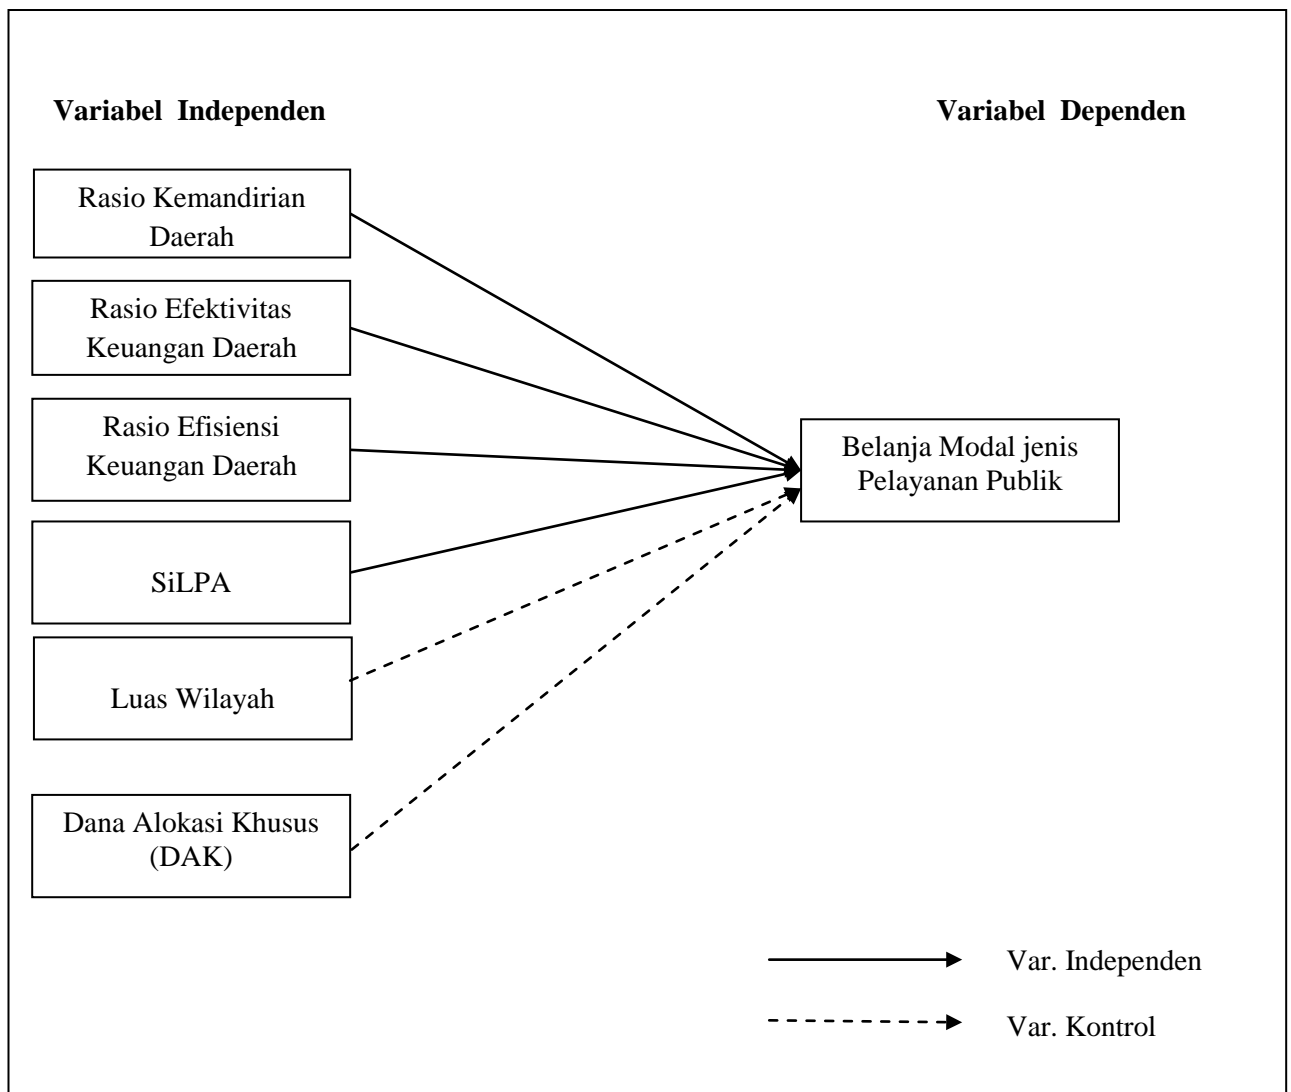 Variabel Independen
Variabel Dependen
Rasio Kemandirian
Daerah
Rasio Efektivitas
Keuangan Daerah
Rasio Efisiensi
Keuangan Daerah
Belanja Modal jenis
Pelayanan Publik
SiLPA
Luas Wilayah
Dana Alokasi Khusus
(DAK)
Var. Independen
Var. Kontrol